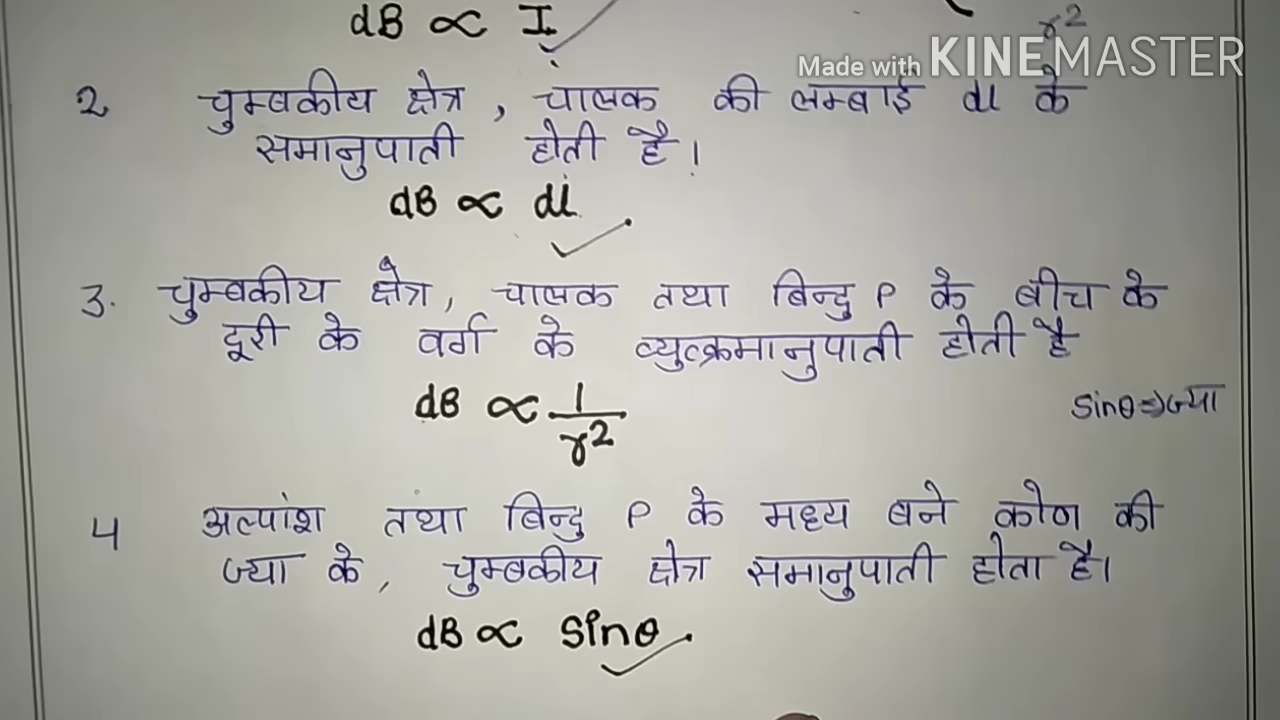 dB ∝ I
r2
Made with KINEMASTER
2 चुम्बकीय क्षेत्र, चालक की लम्बाई dl के
समानुपाती होती है।
dB ∝ dl
3. चुम्बकीय क्षेत्र, चालक तथा बिन्दु P के बीच के
दूरी के वर्ग के व्युत्क्रमानुपाती होती है
dB ∝ 1/r2
sinθ⇒ज्या
4 अल्पांश तथा बिन्दु P के मध्य बने कोण की
ज्या के, चुम्बकीय क्षेत्र समानुपाती होता है।
dB ∝ Sinθ